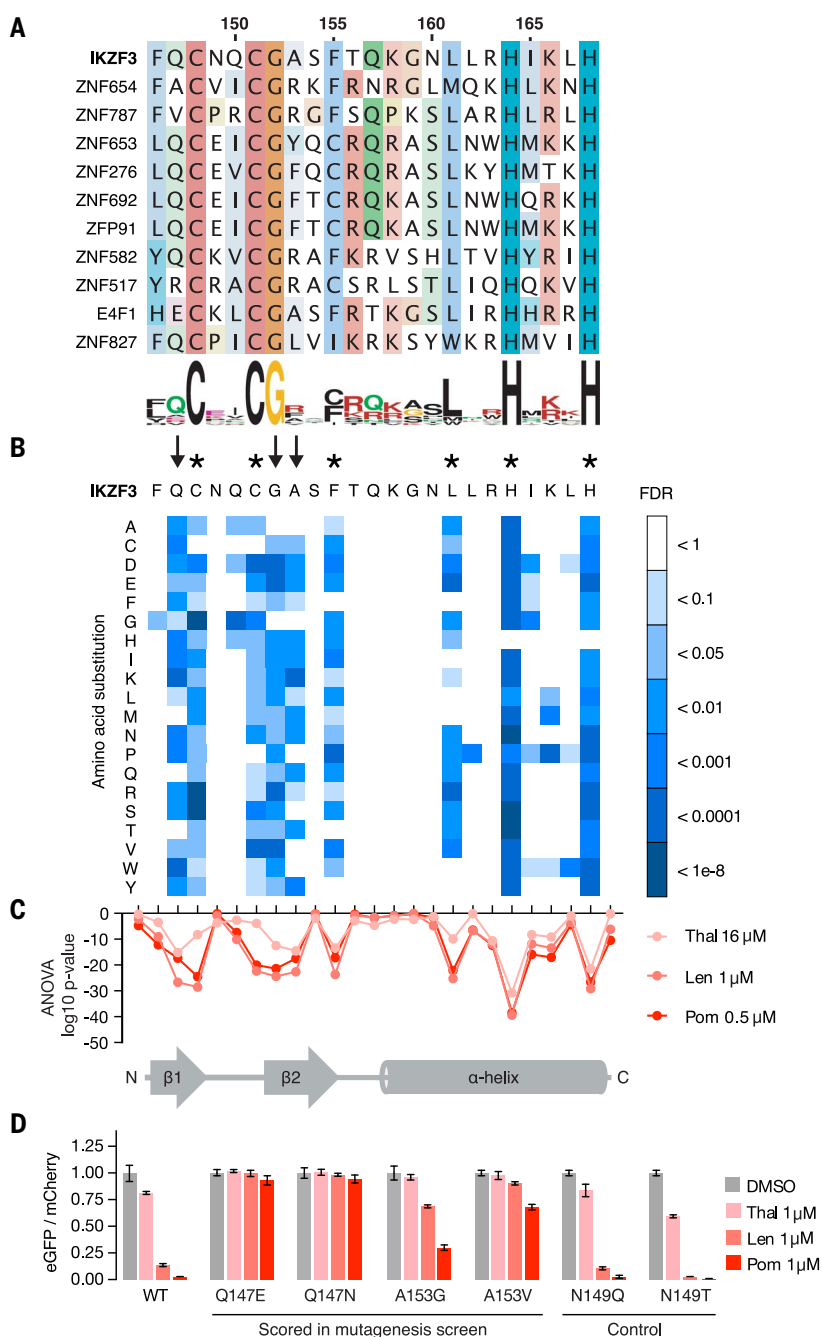 A
150 155 160 165
IKZF3 F Q C N Q C G A S F T Q K G N L L R H I K L H
ZNF654 F A C V I C G R K F R N R G L M Q K H L K N H
ZNF787 F V C P R C G R G F S Q P K S L A R H L R L H
ZNF653 L Q C E I C G Y Q C R Q R A S L N W H M K K H
ZNF276 L Q C E V C G F Q C R Q R A S L K Y H M T K H
ZNF692 L Q C E I C G F T C R Q K A S L N W H Q R K H
ZFP91 L Q C E I C G F T C R Q K A S L N W H M K K H
ZNF582 Y Q C K V C G R A F K R V S H L T V H Y R I H
ZNF517 Y R C R A C G R A C S R L S T L I Q H Q K V H
E4F1 H E C K L C G A S F R T K G S L I R H H R R H
ZNF827 F Q C P I C G L V I K R K S Y W K R H M V I H
B
* * * * * *
IKZF3 F Q C N Q C G A S F T Q K G N L L R H I K L H
Amino acid substitution
A
C
D
E
F
G
H
I
K
L
M
N
P
Q
R
S
T
V
W
Y
FDR
< 1
< 0.1
< 0.05
< 0.01
< 0.001
< 0.0001
< 1e-8
C
ANOVA
log10 p-value
0
-10
-20
-30
-40
-50
Thal 16 µM
Len 1 µM
Pom 0.5 µM
N β1 β2 α-helix C
D
eGFP / mCherry
1.25
1.00
0.75
0.50
0.25
0.00
WT Q147E Q147N A153G A153V N149Q N149T
Scored in mutagenesis screen Control
DMSO
Thal 1µM
Len 1µM
Pom 1µM